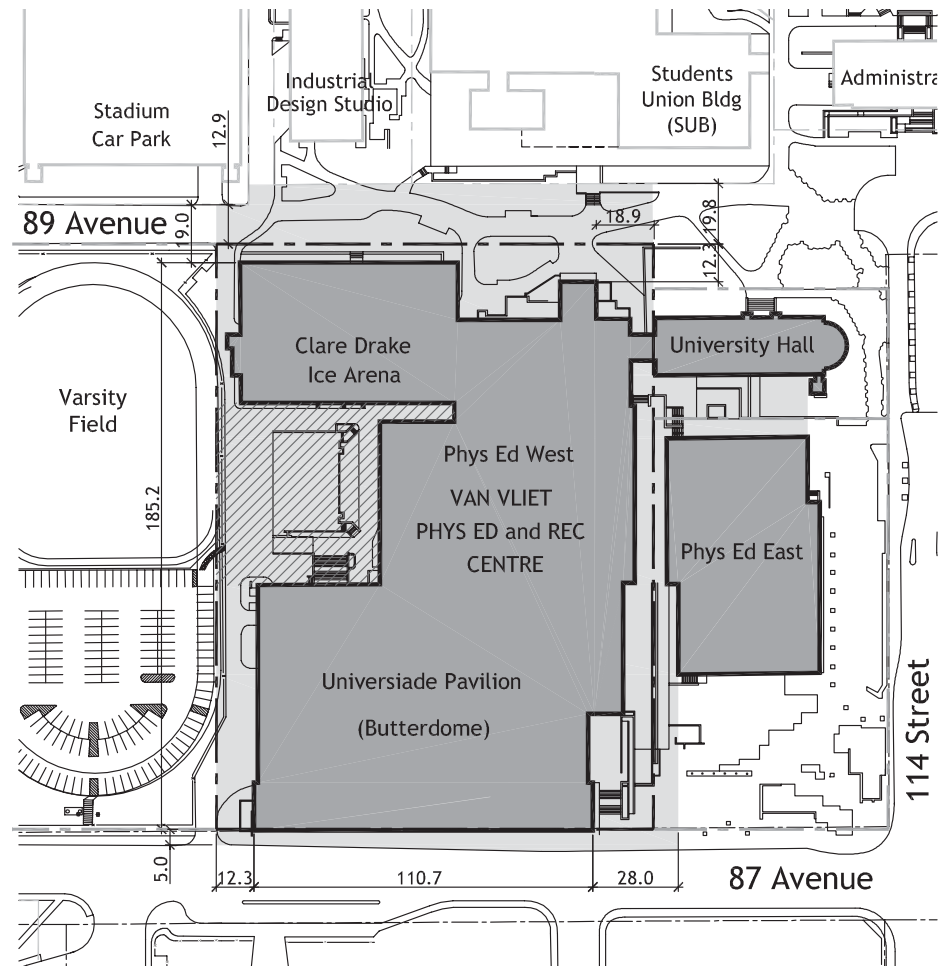 Industrial
Design Studio
Students
Union Bldg
(SUB)
Administra
Stadium
Car Park
12.9
89 Avenue
19.0
18.9
19.8
12.3
Clare Drake
Ice Arena
University Hall
Varsity
Field
Phys Ed West
VAN VLIET
PHYS ED and REC
CENTRE
185.2
Phys Ed East
Universiade Pavilion
(Butterdome)
114 Street
5.0
12.3
110.7
28.0
87 Avenue